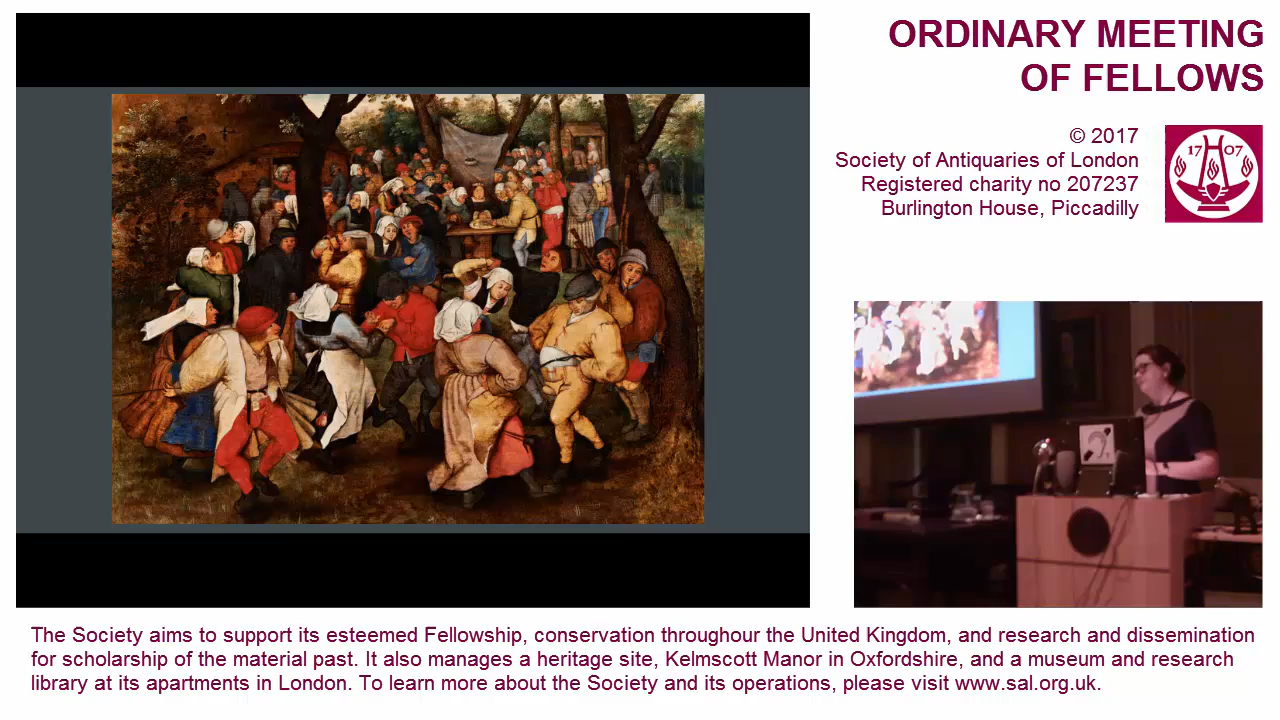 ORDINARY MEETING
OF FELLOWS
© 2017
Society of Antiquaries of London
Registered charity no 207237
Burlington House, Piccadilly
17 07
The Society aims to support its esteemed Fellowship, conservation throughour the United Kingdom, and research and dissemination
for scholarship of the material past. It also manages a heritage site, Kelmscott Manor in Oxfordshire, and a museum and research
library at its apartments in London. To learn more about the Society and its operations, please visit www.sal.org.uk.